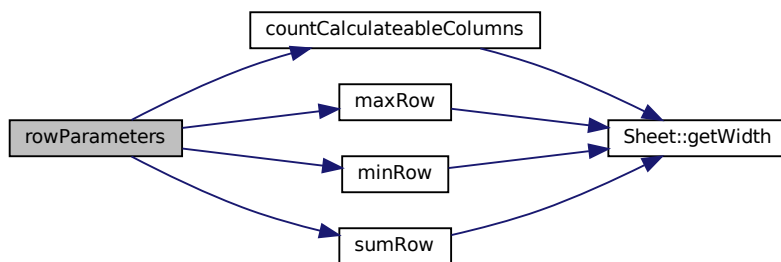 countCalculateableColumns
maxRow
rowParameters
Sheet::getWidth
minRow
sumRow